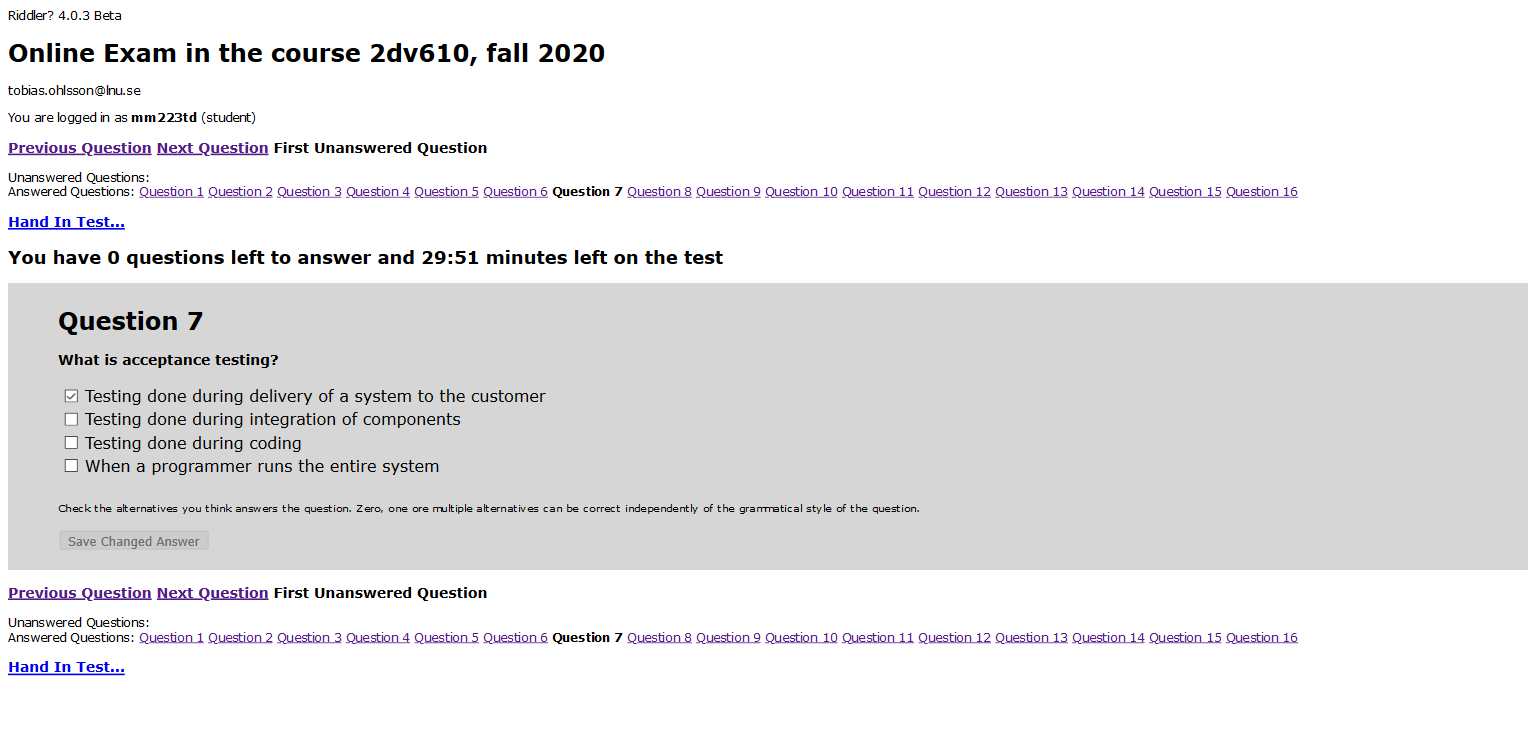 Riddler? 4.0.3 Beta
Online Exam in the course 2dv610, fall 2020
tobias.ohlsson@lnu.se
You are logged in as mm223td (student)
Previous Question Next Question First Unanswered Question
Unanswered Questions:
Answered Questions: Question 1 Question 2 Question 3 Question 4 Question 5 Question 6 Question 7 Question 8 Question 9 Question 10 Question 11 Question 12 Question 13 Question 14 Question 15 Question 16
Hand In Test...
You have 0 questions left to answer and 29:51 minutes left on the test
Question 7
What is acceptance testing?
Testing done during delivery of a system to the customer
Testing done during integration of components
Testing done during coding
When a programmer runs the entire system
Check the alternatives you think answers the question. Zero, one ore multiple alternatives can be correct independently of the grammatical style of the question.
Save Changed Answer
Previous Question Next Question First Unanswered Question
Unanswered Questions:
Answered Questions: Question 1 Question 2 Question 3 Question 4 Question 5 Question 6 Question 7 Question 8 Question 9 Question 10 Question 11 Question 12 Question 13 Question 14 Question 15 Question 16
Hand In Test...